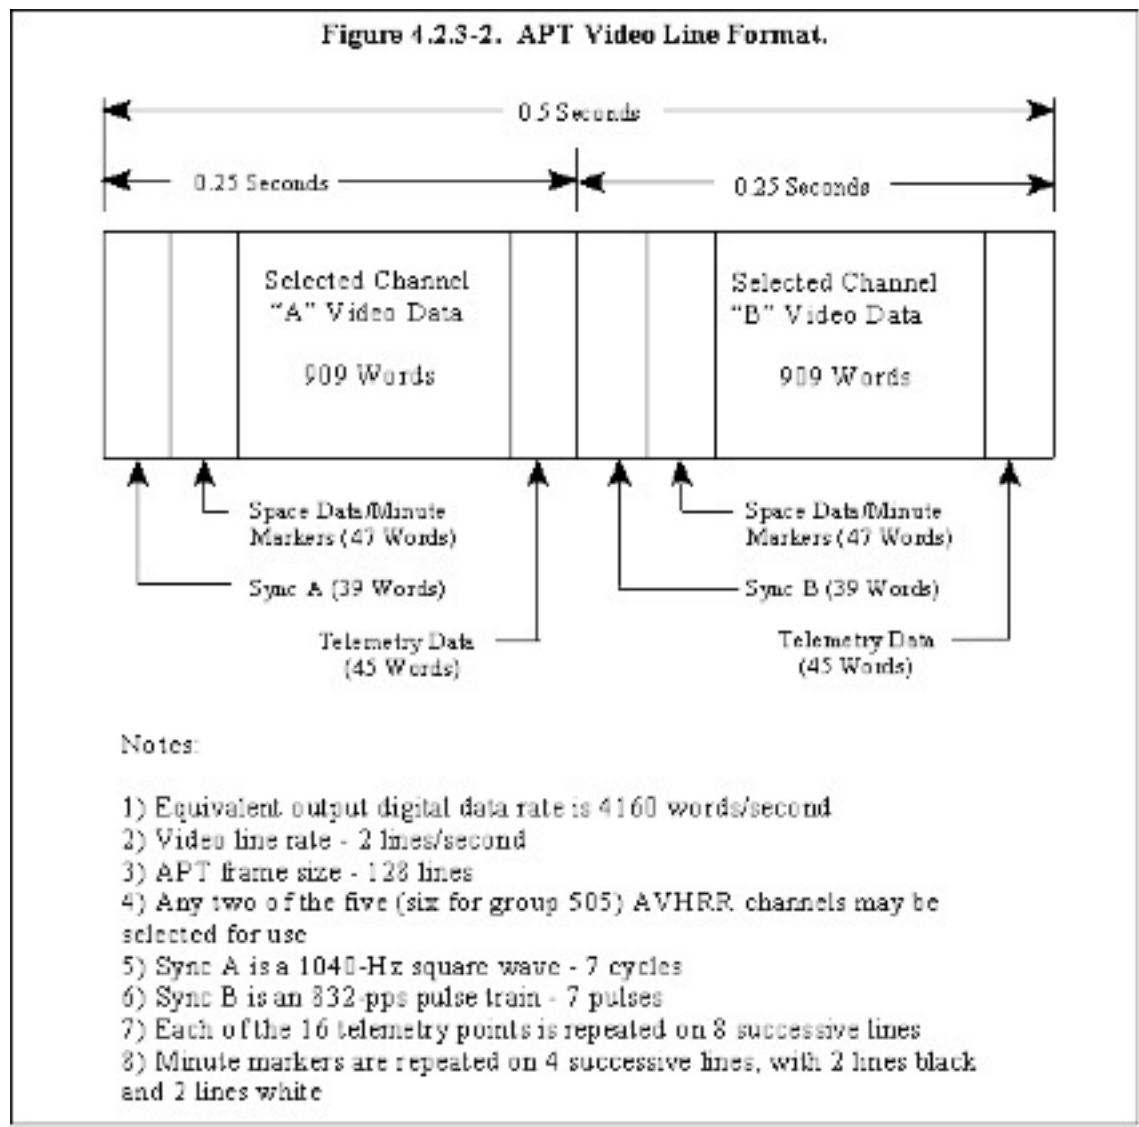 Figure 4.2.3-2. APT Video Line Format.
0.5 Seconds
0.25 Seconds
0.25 Seconds
Selected Channel
"A" Video Data
909 Words
Selected Channel
"B" Video Data
909 Words
Space Data/Minute
Markers (47 Words)
Sync A (39 Words)
Telemetry Data
(45 Words)
Space Data/Minute
Markers (47 Words)
Sync B (39 Words)
Telemetry Data
(45 Words)
Notes:
1) Equivalent output digital data rate is 4160 words/second
2) Video line rate - 2 lines/second
3) APT frame size - 128 lines
4) Any two of the five (six for group 505) AVHRR channels may be
selected for use
5) Sync A is a 1040-Hz square wave - 7 cycles
6) Sync B is an 832-pps pulse train - 7 pulses
7) Each of the 16 telemetry points is repeated on 8 successive lines
8) Minute markers are repeated on 4 successive lines, with 2 lines black
and 2 lines white